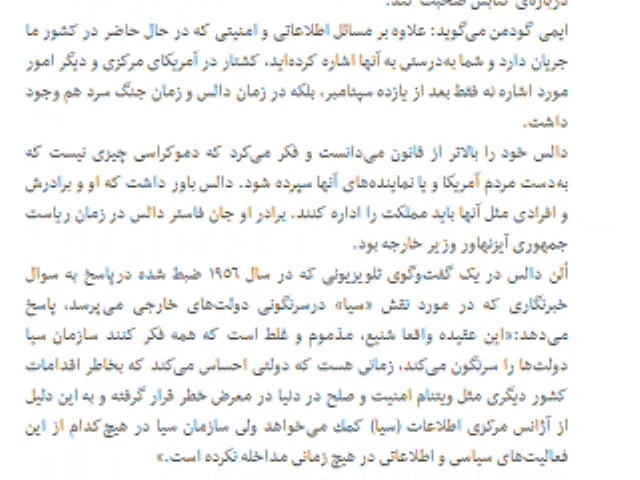 درباره‌ی کتابش صحبت کند.
ایمی گودمن می‌گوید: علاوه بر مسائل اطلاعاتی و امنیتی که در حال حاضر در کشور ما
جریان دارد و شما به‌درستی به آنها اشاره کرده‌اید، کشتار در آمریکای مرکزی و دیگر امور
مورد اشاره نه فقط بعد از یازده سپتامبر، بلکه در زمان دالس و زمان جنگ سرد هم وجود
داشت.
دالس خود را بالاتر از قانون می‌دانست و فکر می‌کرد که دموکراسی چیزی نیست که
به‌دست مردم آمریکا و یا نماینده‌های آنها سپرده شود. دالس باور داشت که او و برادرش
و افرادی مثل آنها باید مملکت را اداره کنند. برادر او جان فاستر دالس در زمان ریاست
جمهوری آیزنهاور وزیر خارجه بود.
آلن دالس در یک گفت‌وگوی تلویزیونی که در سال ۱۹۵۶ ضبط شده درپاسخ به سوال
خبرنگاری که در مورد نقش «سیا» درسرنگونی دولت‌های خارجی می‌پرسد، پاسخ
می‌دهد:«این عقیده واقعا شنیع، مذموم و غلط است که همه فکر کنند سازمان سیا
دولت‌ها را سرنگون می‌کند، زمانی هست که دولتی احساس می‌کند که بخاطر اقدامات
کشور دیگری مثل ویتنام امنیت و صلح در دنیا در معرض خطر قرار گرفته و به این دلیل
از آژانس مرکزی اطلاعات (سیا) کمك می‌خواهد ولی سازمان سیا در هیچ کدام از این
فعالیت‌های سیاسی و اطلاعاتی در هیچ زمانی مداخله نکرده است.»